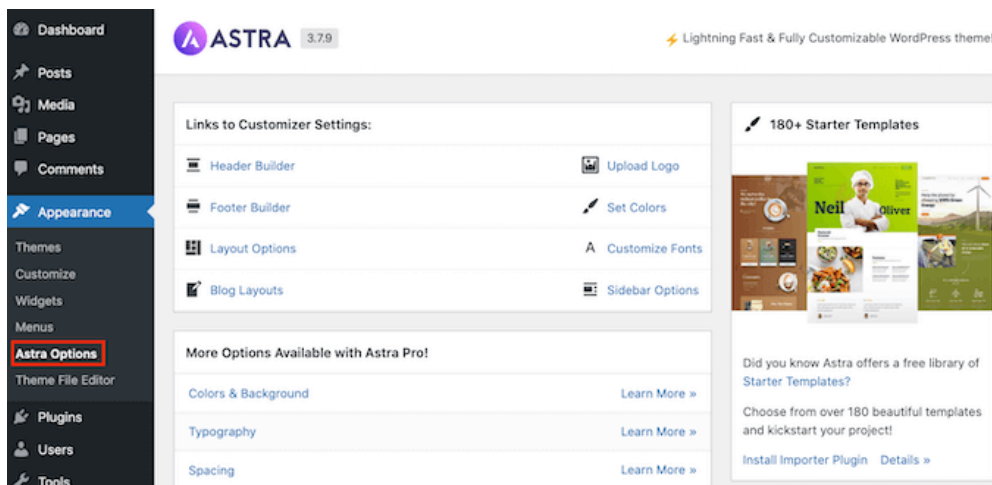 Dashboard
Posts
Media
Pages
Comments
Appearance
Themes
Customize
Widgets
Menus
Astra Options
Theme File Editor
Plugins
Users
Tools
ASTRA 3.7.9
⚡ Lightning Fast & Fully Customizable WordPress theme!
Links to Customizer Settings:
Header Builder
Upload Logo
Footer Builder
Set Colors
Layout Options
A Customize Fonts
Blog Layouts
Sidebar Options
More Options Available with Astra Pro!
Colors & Background
Learn More »
Typography
Learn More »
Spacing
Learn More »
180+ Starter Templates
Neil
Oliver
Did you know Astra offers a free library of
Starter Templates?
Choose from over 180 beautiful templates
and kickstart your project!
Install Importer Plugin Details »